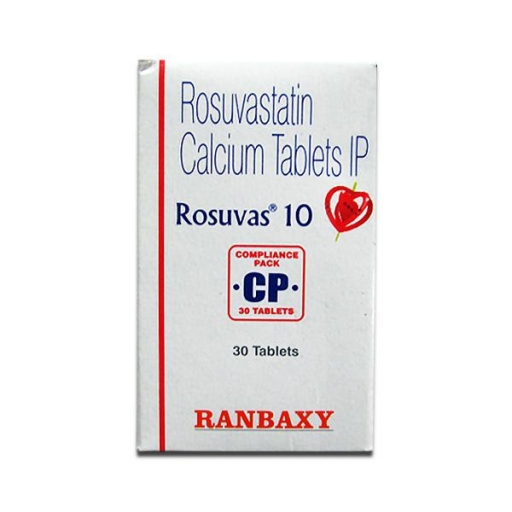 Rosuvastatin
Calcium Tablets IP
Rosuvas® 10
COMPLIANCE
PACK
·CP·
30 TABLETS
30 Tablets
RANBAXY